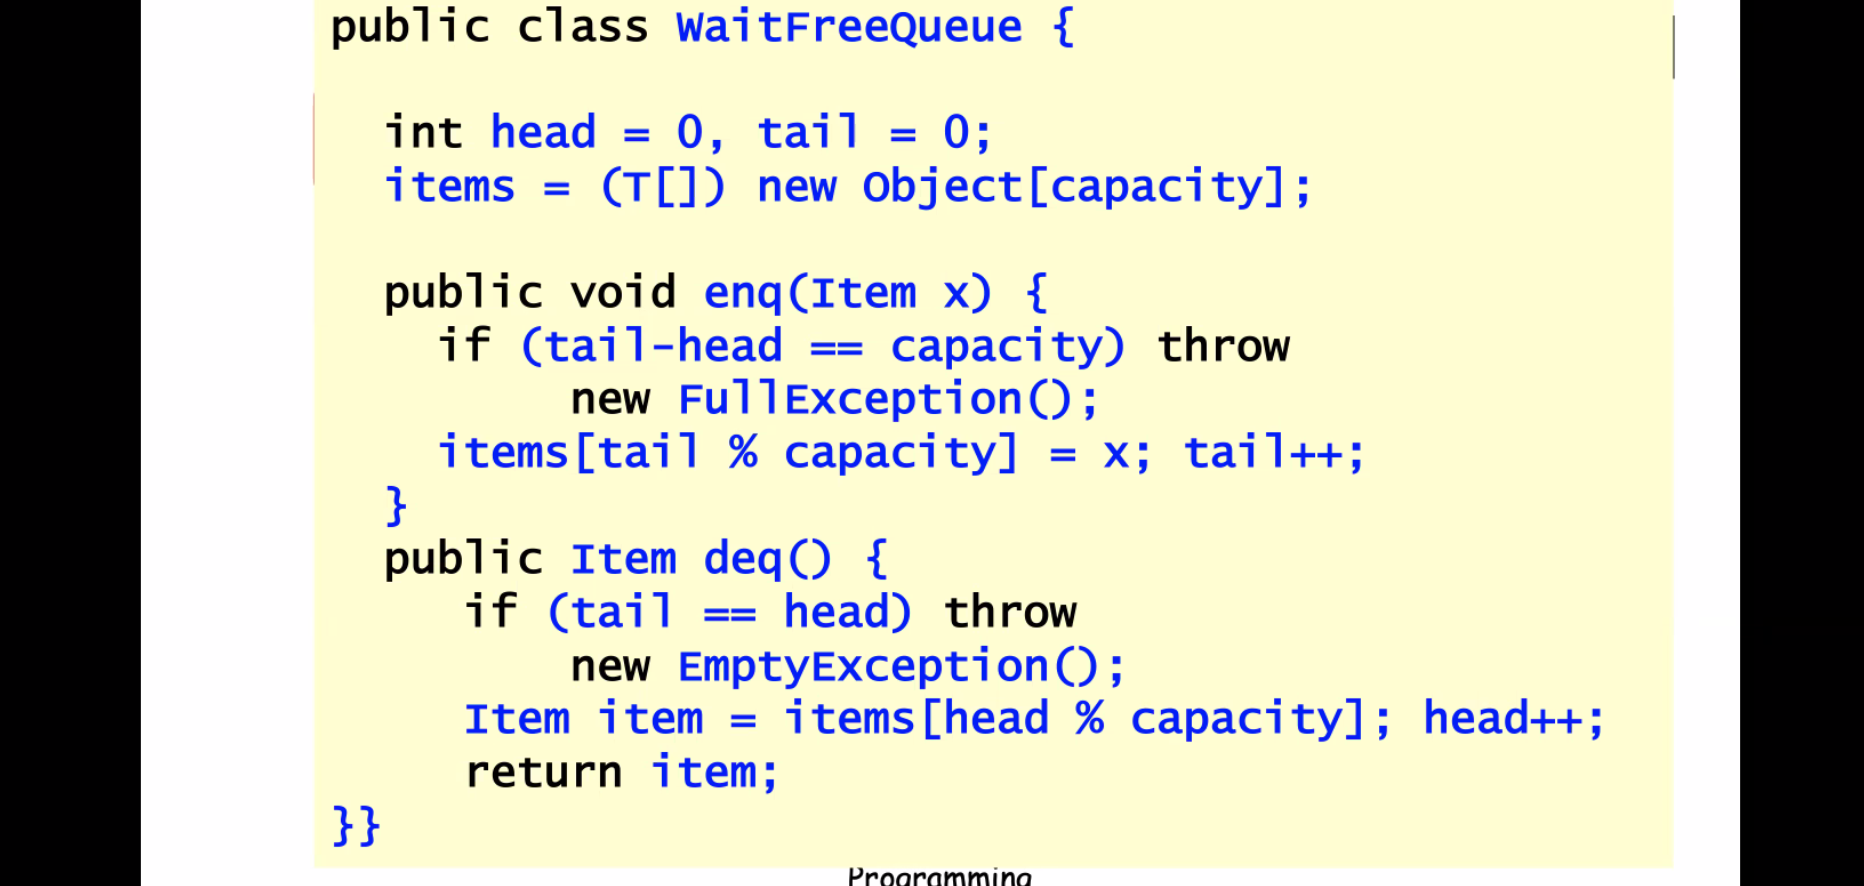 public class WaitFreeQueue {
int head = 0, tail = 0;
items = (T[]) new Object[capacity];
public void enq(Item x) {
if (tail-head == capacity) throw
new FullException();
items[tail % capacity] = x; tail++;
}
public Item deq() {
if (tail == head) throw
new EmptyException();
Item item = items[head % capacity]; head++;
return item;
}}
Programming